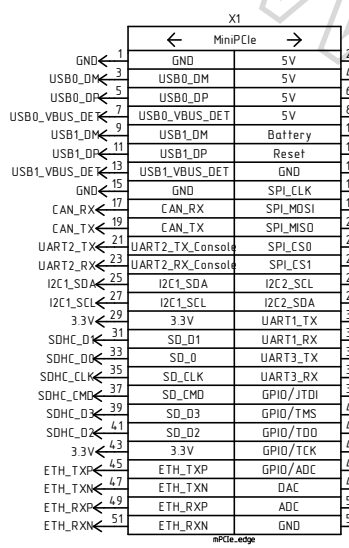 X1
MiniPCIe
GND 1 GND 5V
USB0_DM 3 USB0_DM 5V
USB0_DP 5 USB0_DP 5V
USB0_VBUS_DET 7 USB0_VBUS_DET 5V
USB1_DM 9 USB1_DM Battery
USB1_DP 11 USB1_DP Reset
USB1_VBUS_DET 13 USB1_VBUS_DET GND
GND 15 GND SPI_CLK
CAN_RX 17 CAN_RX SPI_MOSI
CAN_TX 19 CAN_TX SPI_MISO
UART2_TX 21 UART2_TX_Console SPI_CS0
UART2_RX 23 UART2_RX_Console SPI_CS1
I2C1_SDA 25 I2C1_SDA I2C2_SCL
I2C1_SCL 27 I2C1_SCL I2C2_SDA
3.3V 29 3.3V UART1_TX
SDHC_D1 31 SD_D1 UART1_RX
SDHC_D0 33 SD_0 UART3_TX
SDHC_CLK 35 SD_CLK UART3_RX
SDHC_CMD 37 SD_CMD GPIO/JTDI
SDHC_D3 39 SD_D3 GPIO/TMS
SDHC_D2 41 SD_D2 GPIO/TDO
3.3V 43 3.3V GPIO/TCK
ETH_TXP 45 ETH_TXP GPIO/ADC
ETH_TXN 47 ETH_TXN DAC
ETH_RXP 49 ETH_RXP ADC
ETH_RXN 51 ETH_RXN GND
mPCIe_edge